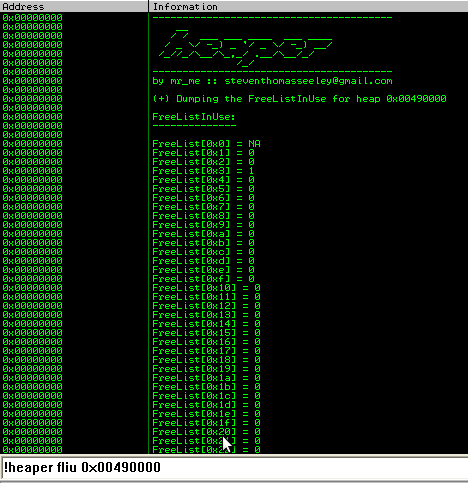 Address Information
0x00000000 ----------------------------------------
0x00000000
0x00000000
0x00000000
0x00000000
0x00000000
0x00000000 ----------------------------------------
0x00000000 by mr_me :: steventhomasseeley@gmail.com
0x00000000
0x00000000 (+) Dumping the FreeListInUse for heap 0x00490000
0x00000000
0x00000000 FreeListInUse:
0x00000000 --------------
0x00000000
0x00000000 FreeList[0x0] = NA
0x00000000 FreeList[0x1] = 0
0x00000000 FreeList[0x2] = 0
0x00000000 FreeList[0x3] = 1
0x00000000 FreeList[0x4] = 0
0x00000000 FreeList[0x5] = 0
0x00000000 FreeList[0x6] = 0
0x00000000 FreeList[0x7] = 0
0x00000000 FreeList[0x8] = 0
0x00000000 FreeList[0x9] = 0
0x00000000 FreeList[0xa] = 0
0x00000000 FreeList[0xb] = 0
0x00000000 FreeList[0xc] = 0
0x00000000 FreeList[0xd] = 0
0x00000000 FreeList[0xe] = 0
0x00000000 FreeList[0xf] = 0
0x00000000 FreeList[0x10] = 0
0x00000000 FreeList[0x11] = 0
0x00000000 FreeList[0x12] = 0
0x00000000 FreeList[0x13] = 0
0x00000000 FreeList[0x14] = 0
0x00000000 FreeList[0x15] = 0
0x00000000 FreeList[0x16] = 0
0x00000000 FreeList[0x17] = 0
0x00000000 FreeList[0x18] = 0
0x00000000 FreeList[0x19] = 0
0x00000000 FreeList[0x1a] = 0
0x00000000 FreeList[0x1b] = 0
0x00000000 FreeList[0x1c] = 0
0x00000000 FreeList[0x1d] = 0
0x00000000 FreeList[0x1e] = 0
0x00000000 FreeList[0x1f] = 0
0x00000000 FreeList[0x20] = 0
0x00000000 = 0
0x00000000 = 0
!heaper fliu 0x00490000